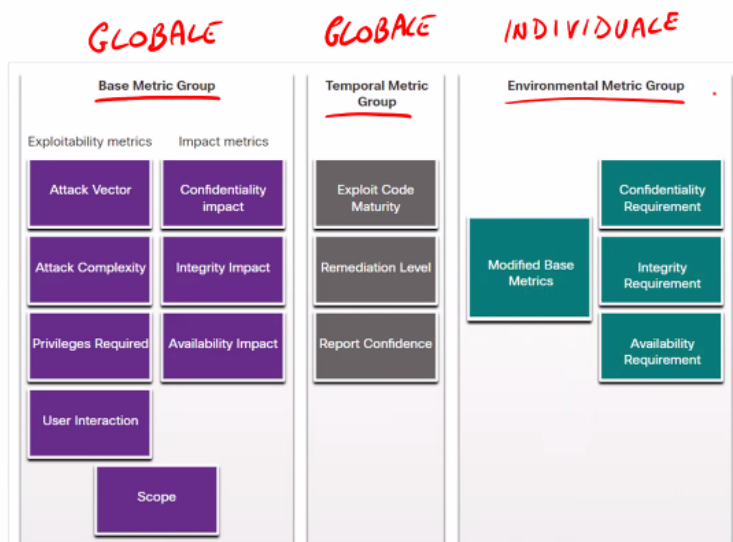 GLOBALE
GLOBALE
INDIVIDUALE
Base Metric Group
Exploitability metrics
Impact metrics
Attack Vector
Confidentiality
impact
Attack Complexity
Integrity Impact
Privileges Required
Availability Impact
User Interaction
Scope
Temporal Metric
Group
Exploit Code
Maturity
Remediation Level
Report Confidence
Environmental Metric Group
Modified Base
Metrics
Confidentiality
Requirement
Integrity
Requirement
Availability
Requirement